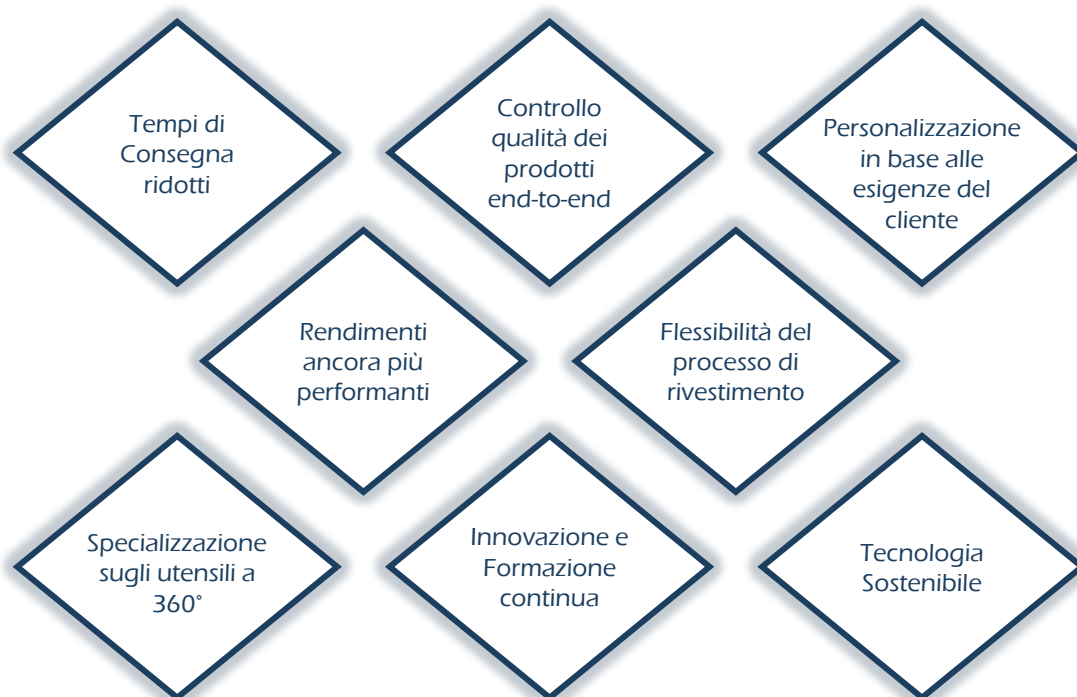 Tempi di
Consegna
ridotti
Controllo
qualità dei
prodotti
end-to-end
Personalizzazione
in base alle
esigenze del
cliente
Rendimenti
ancora più
performanti
Flessibilità del
processo di
rivestimento
Specializzazione
sugli utensili a
360°
Innovazione e
Formazione
continua
Tecnologia
Sostenibile